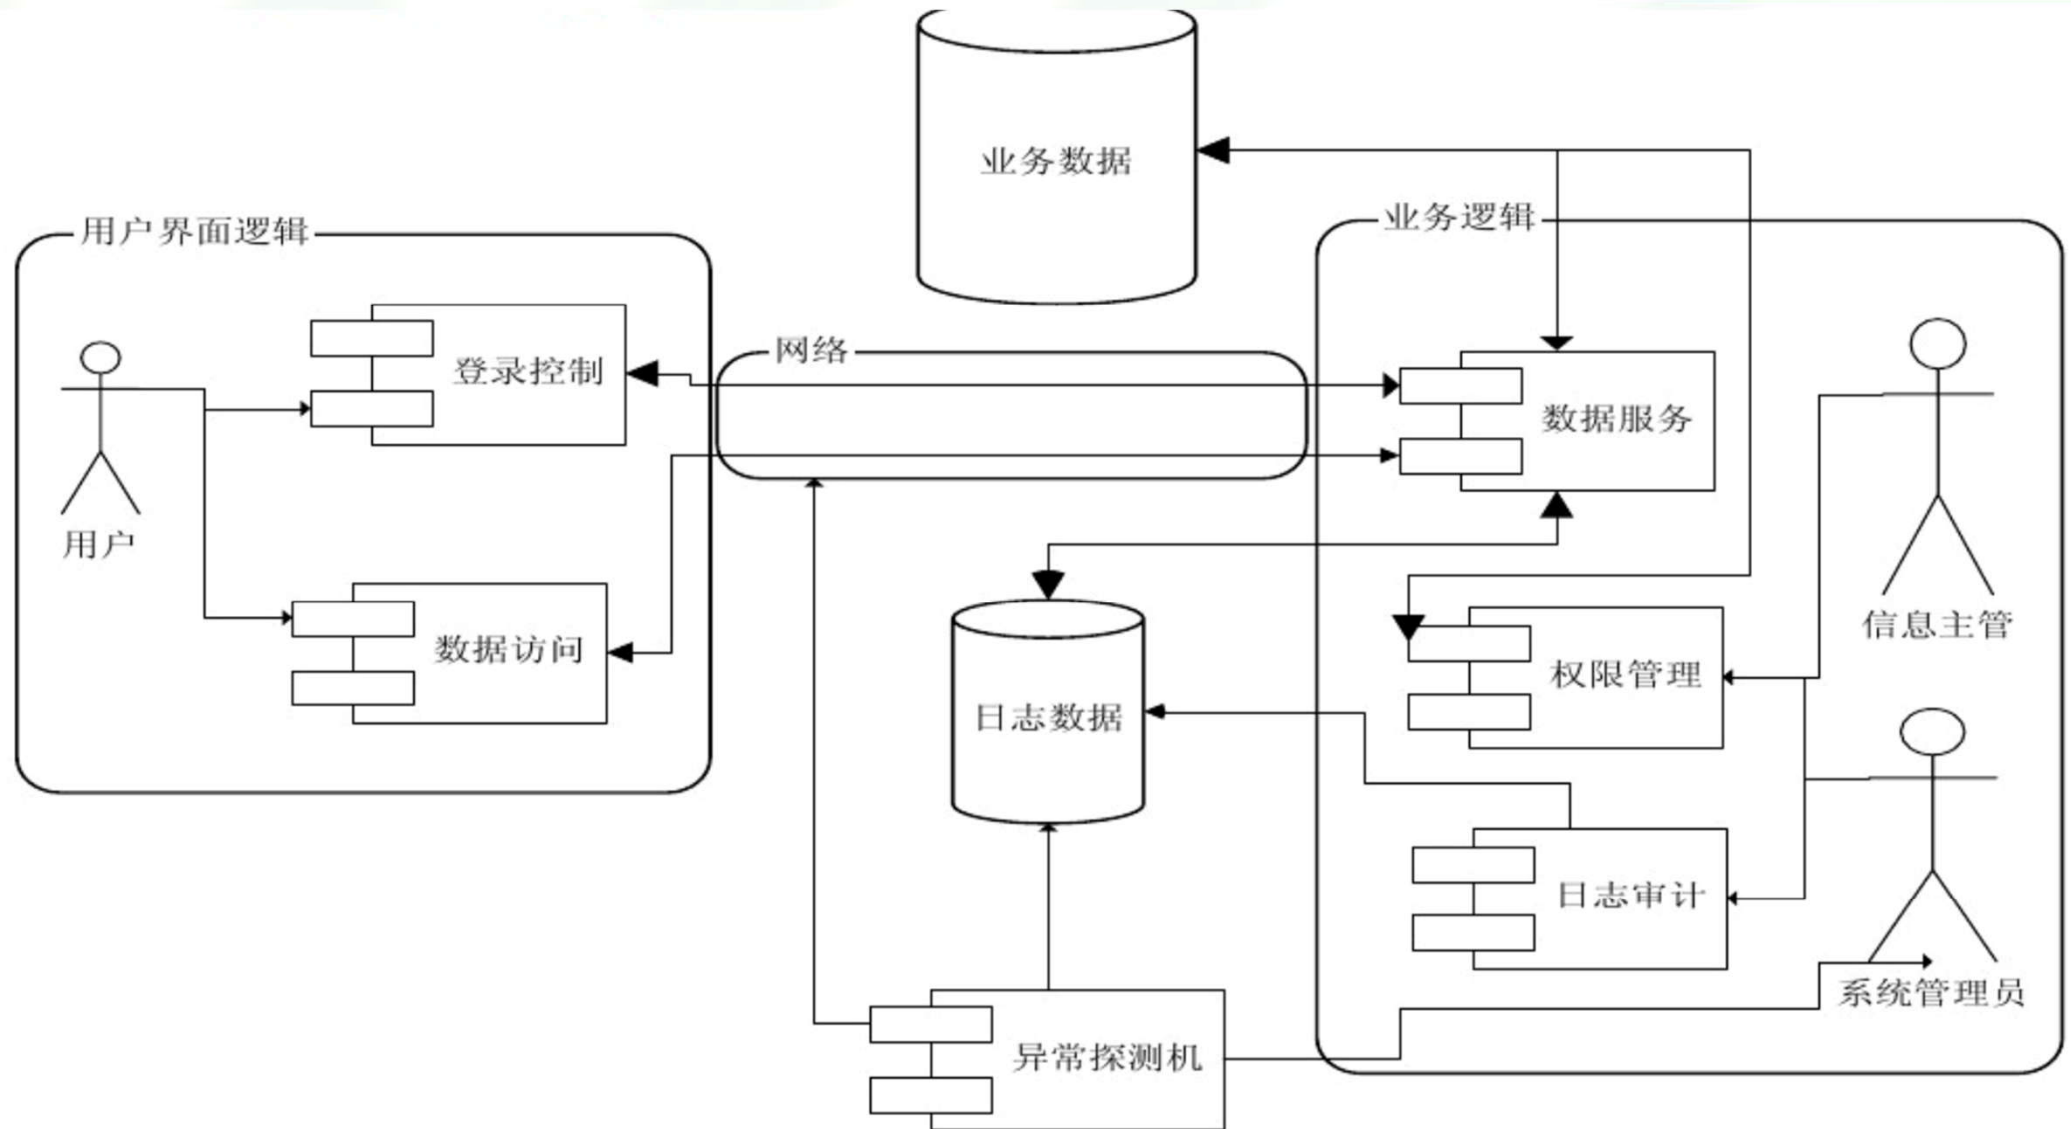 业务数据
用户界面逻辑
业务逻辑
网络
登录控制
数据服务
用户
信息主管
数据访问
权限管理
日志数据
日志审计
系统管理员
异常探测机